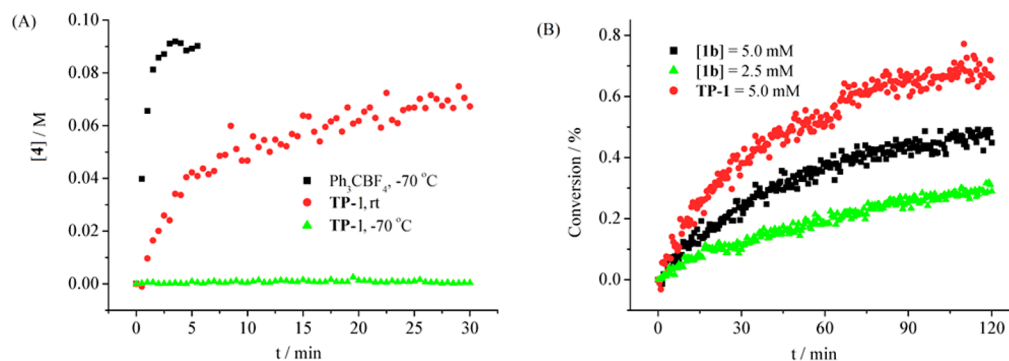 (A)
[4] / M
0.10
0.08
0.06
0.04
0.02
0.00
Ph₃CBF₄, -70 °C
TP-1, rt
TP-1, -70 °C
0 5 10 15 20 25 30
t / min
(B)
Conversion / %
0.8
0.6
0.4
0.2
0.0
[1b] = 5.0 mM
[1b] = 2.5 mM
TP-1 = 5.0 mM
0 30 60 90 120
t / min